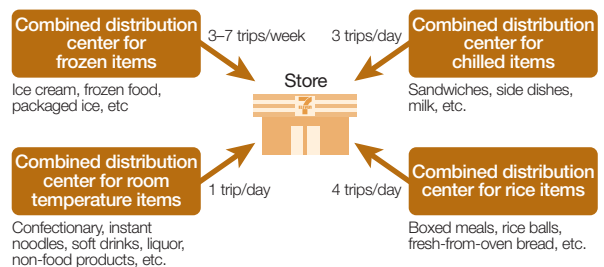 Combined distribution
center for
frozen items
3–7 trips/week
Ice cream, frozen food,
packaged ice, etc
3 trips/day
Combined distribution
center for
chilled items
Sandwiches, side dishes,
milk, etc.
Store
7
Combined distribution
center for room
temperature items
1 trip/day
Confectionary, instant
noodles, soft drinks, liquor,
non-food products, etc.
4 trips/day
Combined distribution
center for rice items
Boxed meals, rice balls,
fresh-from-oven bread, etc.